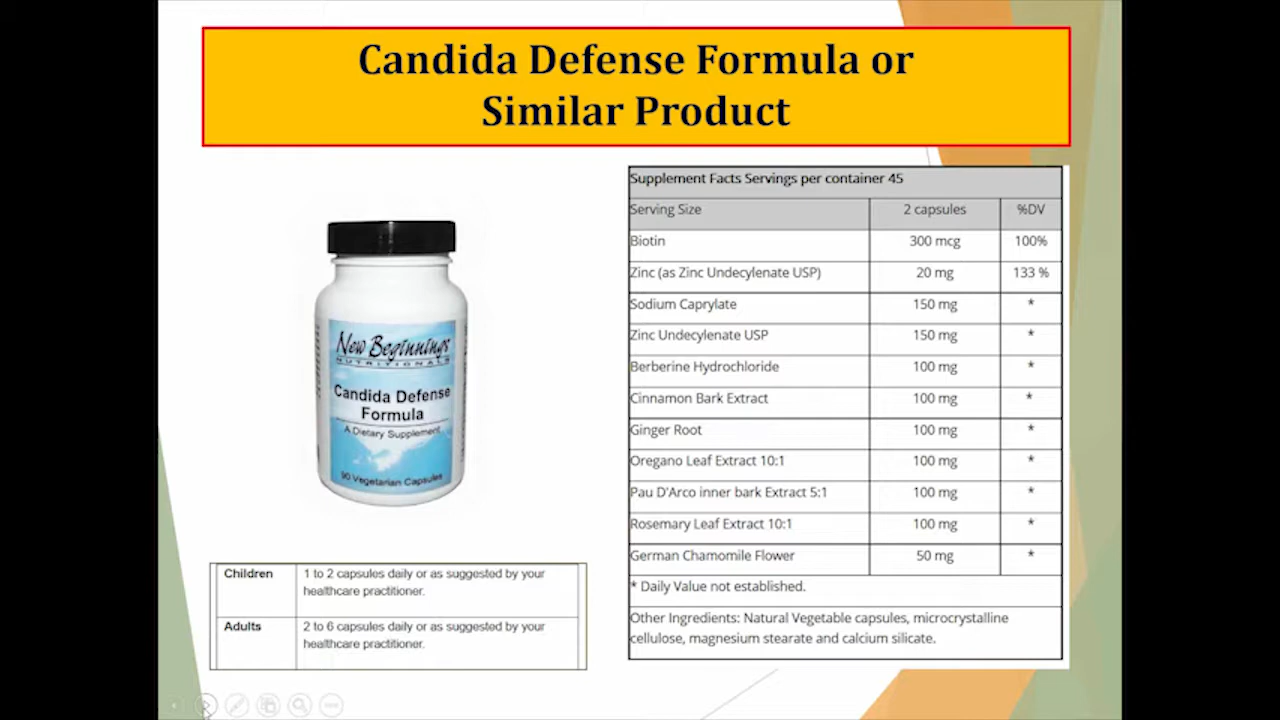 Candida Defense Formula or
Similar Product
New Beginnings
NUTRITIONALS
Candida Defense
Formula
A Dietary Supplement
90 Vegetarian Capsules
Children 1 to 2 capsules daily or as suggested by your
healthcare practitioner.
Adults 2 to 6 capsules daily or as suggested by your
healthcare practitioner.
Supplement Facts Servings per container 45
Serving Size 2 capsules %DV
Biotin 300 mcg 100%
Zinc (as Zinc Undecylenate USP) 20 mg 133 %
Sodium Caprylate 150 mg *
Zinc Undecylenate USP 150 mg *
Berberine Hydrochloride 100 mg *
Cinnamon Bark Extract 100 mg *
Ginger Root 100 mg *
Oregano Leaf Extract 10:1 100 mg *
Pau D'Arco inner bark Extract 5:1 100 mg *
Rosemary Leaf Extract 10:1 100 mg *
German Chamomile Flower 50 mg *
* Daily Value not established.
Other Ingredients: Natural Vegetable capsules, microcrystalline
cellulose, magnesium stearate and calcium silicate.